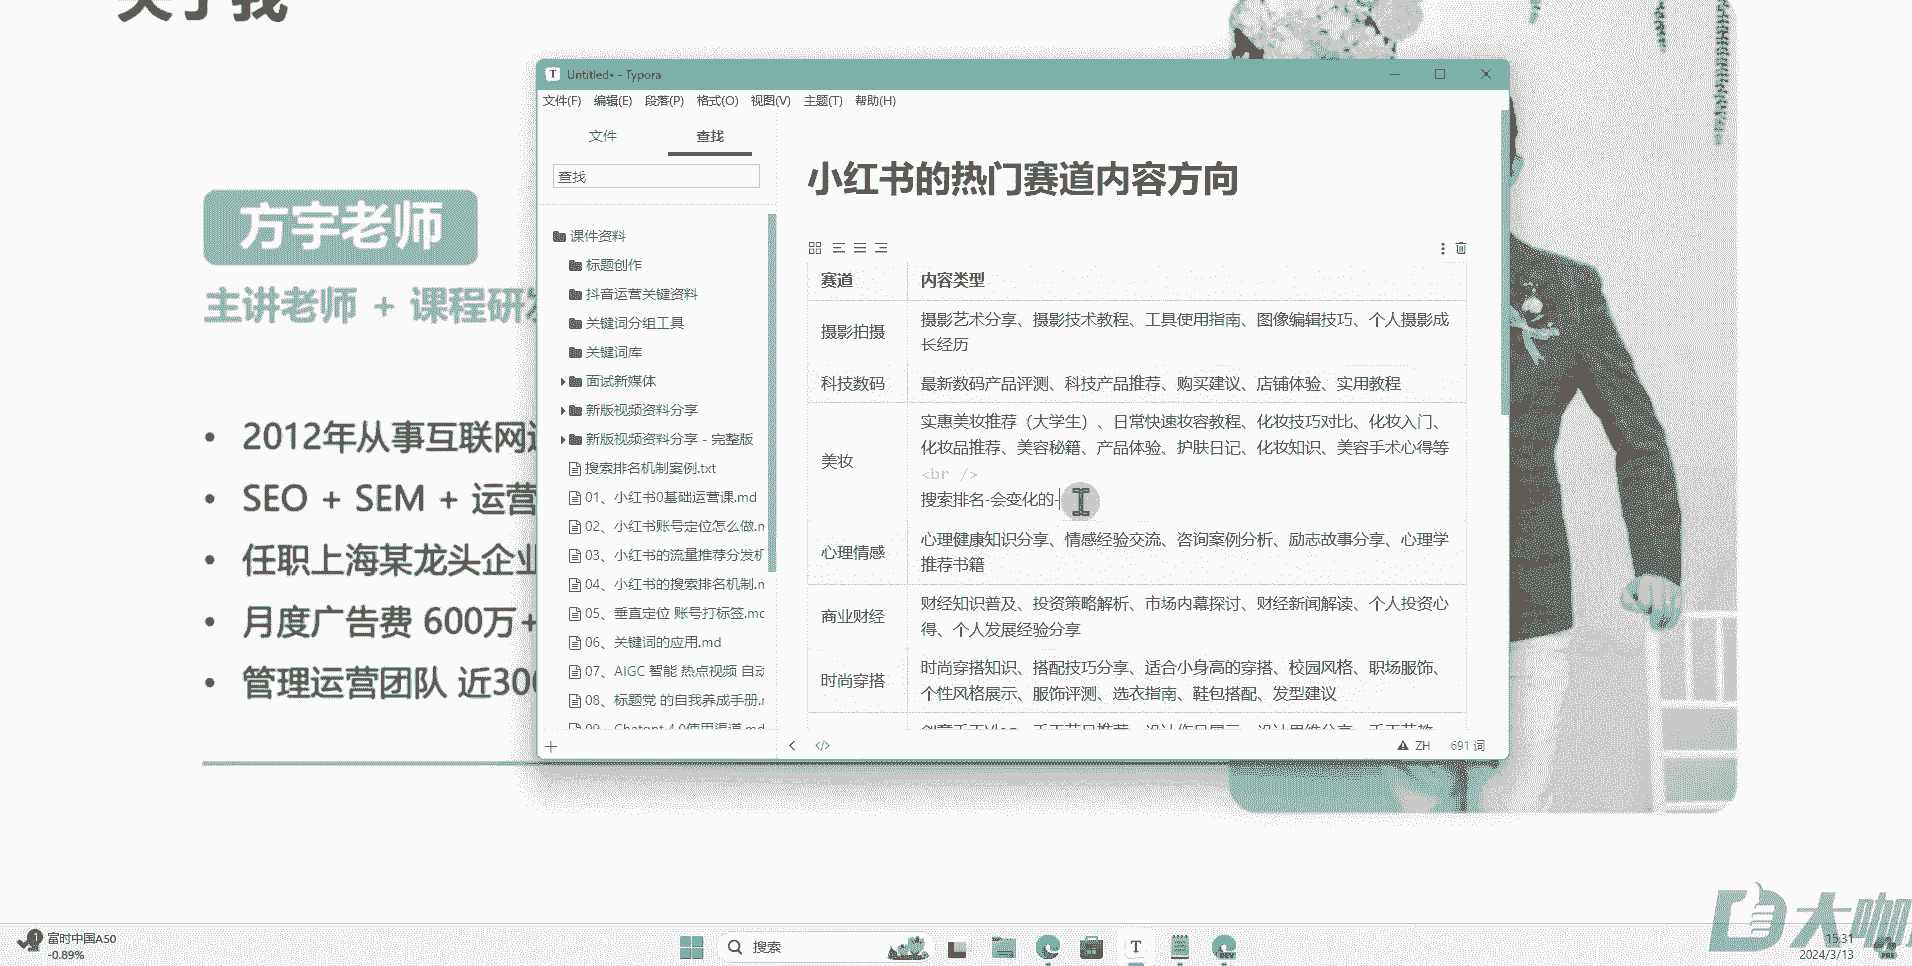 关于我
方宇老师
主讲老师 + 课程研发
2012年从事互联网
SEO + SEM + 运营
任职上海某龙头企业
月度广告费 600万+
管理运营团队 近300
Untitled• - Typora
文件(F) 编辑(E) 段落(P) 格式(O) 视图(V) 主题(T) 帮助(H)
文件 查找
查找
课件资料
标题创作
抖音运营关键资料
关键词分组工具
关键词库
面试新媒体
新版视频资料分享
新版视频资料分享 - 完整版
搜索排名机制案例.txt
01、小红书0基础运营课.md
02、小红书账号定位怎么做.m
03、小红书的流量推荐分发机
04、小红书的搜索排名机制.m
05、垂直定位 账号打标签.md
06、关键词的应用.md
07、AIGC 智能 热点视频 自动
08、标题党 的自我养成手册.m
09、Chatgpt 4.0使用渠道.md
小红书的热门赛道内容方向
赛道 内容类型
摄影拍摄
摄影艺术分享、摄影技术教程、工具使用指南、图像编辑技巧、个人摄影成
长经历
科技数码 最新数码产品评测、科技产品推荐、购买建议、店铺体验、实用教程
美妆
实惠美妆推荐（大学生）、日常快速妆容教程、化妆技巧对比、化妆入门、
化妆品推荐、美容秘籍、产品体验、护肤日记、化妆知识、美容手术心得等
<br />
搜索排名-会变化的-
心理情感
心理健康知识分享、情感经验交流、咨询案例分析、励志故事分享、心理学
推荐书籍
商业财经
财经知识普及、投资策略解析、市场内幕探讨、财经新闻解读、个人投资心
得、个人发展经验分享
时尚穿搭
时尚穿搭知识、搭配技巧分享、适合小身高的穿搭、校园风格、职场服饰、
个性风格展示、服饰评测、选衣指南、鞋包搭配、发型建议
ZH 691 词
大咖
富时中国A50
-0.89%
搜索
15:31
2024/3/13